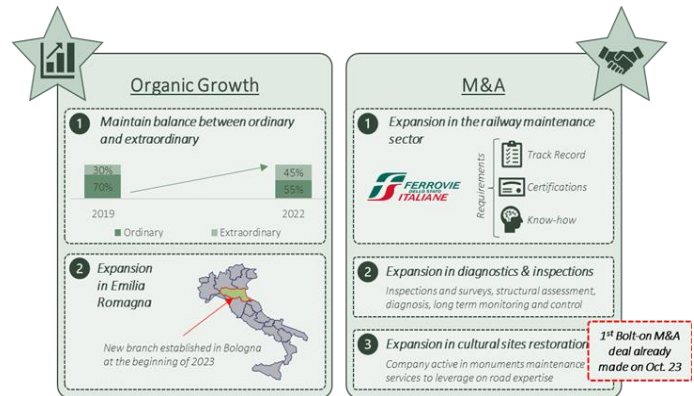 Organic Growth
1
Maintain balance between ordinary
and extraordinary
30%
70%
45%
55%
2019
2022
Ordinary
Extraordinary
2
Expansion
in Emilia
Romagna
New branch established in Bologna
at the beginning of 2023
M&A
1
Expansion in the railway maintenance
sector
FERROVIE
DELLO STATO
ITALIANE
Requirements
Track Record
Certifications
Know-how
2
Expansion in diagnostics & inspections
Inspections and surveys, structural assessment,
diagnosis, long term monitoring and control
3
Expansion in cultural sites restoration
Company active in monuments maintenance
services to leverage on road expertise
1st Bolt-on M&A
deal already
made on Oct. 23